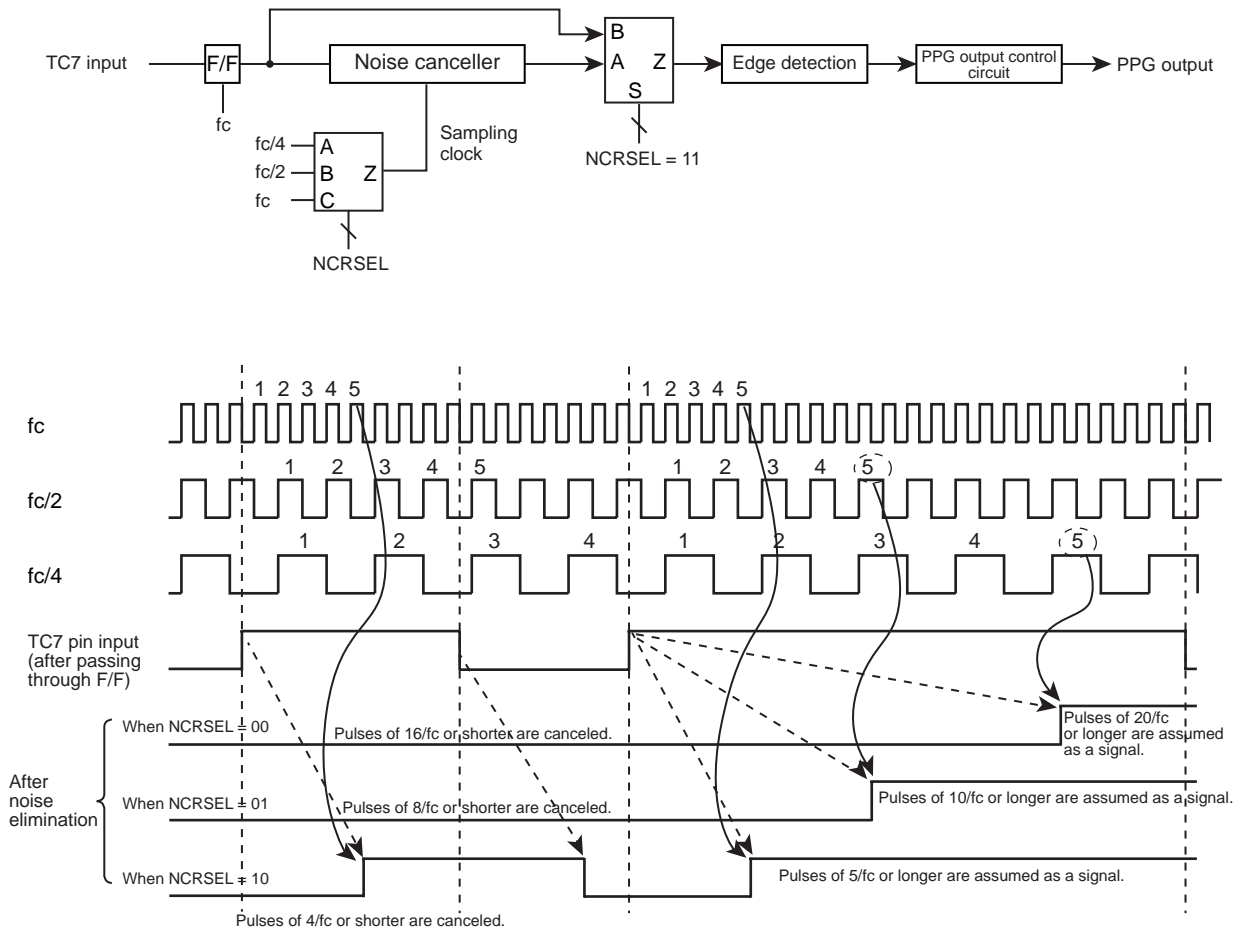 TC7 input
F/F
fc
Noise canceller
Sampling
clock
fc/4
fc/2
fc
A
B
C
Z
NCRSEL
B
A
Z
S
NCRSEL = 11
Edge detection
PPG output control
circuit
PPG output
1 2 3 4 5 1 2 3 4 5
fc
1 2 3 4 5 1 2 3 4 5
fc/2
1 2 3 4 1 2 3 4 5
fc/4
TC7 pin input
(after passing
through F/F)
After
noise
elimination
When NCRSEL = 00
Pulses of 16/fc or shorter are canceled.
Pulses of 20/fc
or longer are assumed
as a signal.
When NCRSEL = 01
Pulses of 8/fc or shorter are canceled.
Pulses of 10/fc or longer are assumed as a signal.
When NCRSEL = 10
Pulses of 5/fc or longer are assumed as a signal.
Pulses of 4/fc or shorter are canceled.